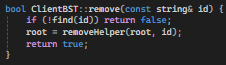 bool ClientBST::remove(const string& id) {
    if (!find(id)) return false;
    root = removeHelper(root, id);
    return true;
}